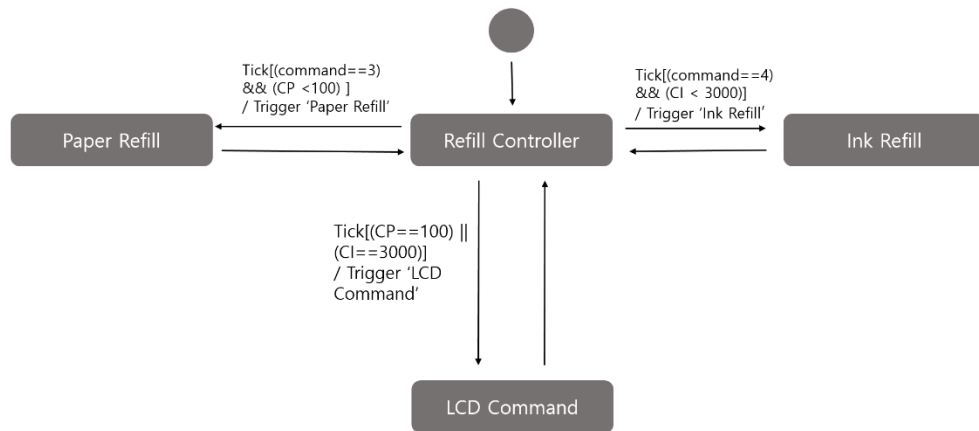 Tick[(command==3)
&& (CP <100) ]
/ Trigger ‘Paper Refill’
Tick[(command==4)
&& (CI < 3000)]
/ Trigger ‘Ink Refill’
Paper Refill
Refill Controller
Ink Refill
Tick[(CP==100) ||
(CI==3000)]
/ Trigger ‘LCD
Command’
LCD Command